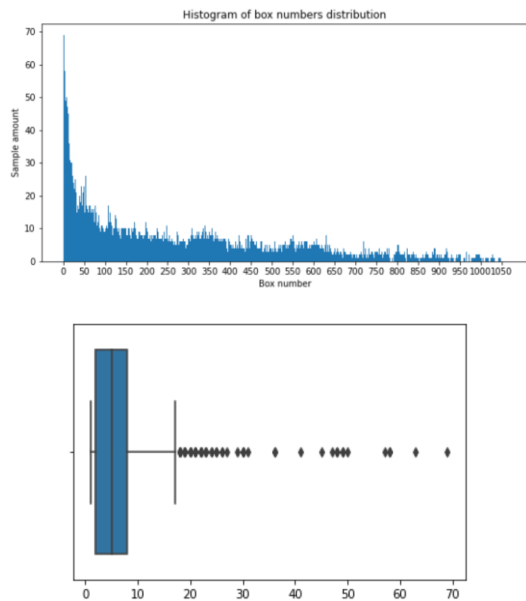 Histogram of box numbers distribution
70
60
50
40
30
20
10
0
Sample amount
0 50 100 150 200 250 300 350 400 450 500 550 600 650 700 750 800 850 900 950 1000 1050
Box number
0 10 20 30 40 50 60 70